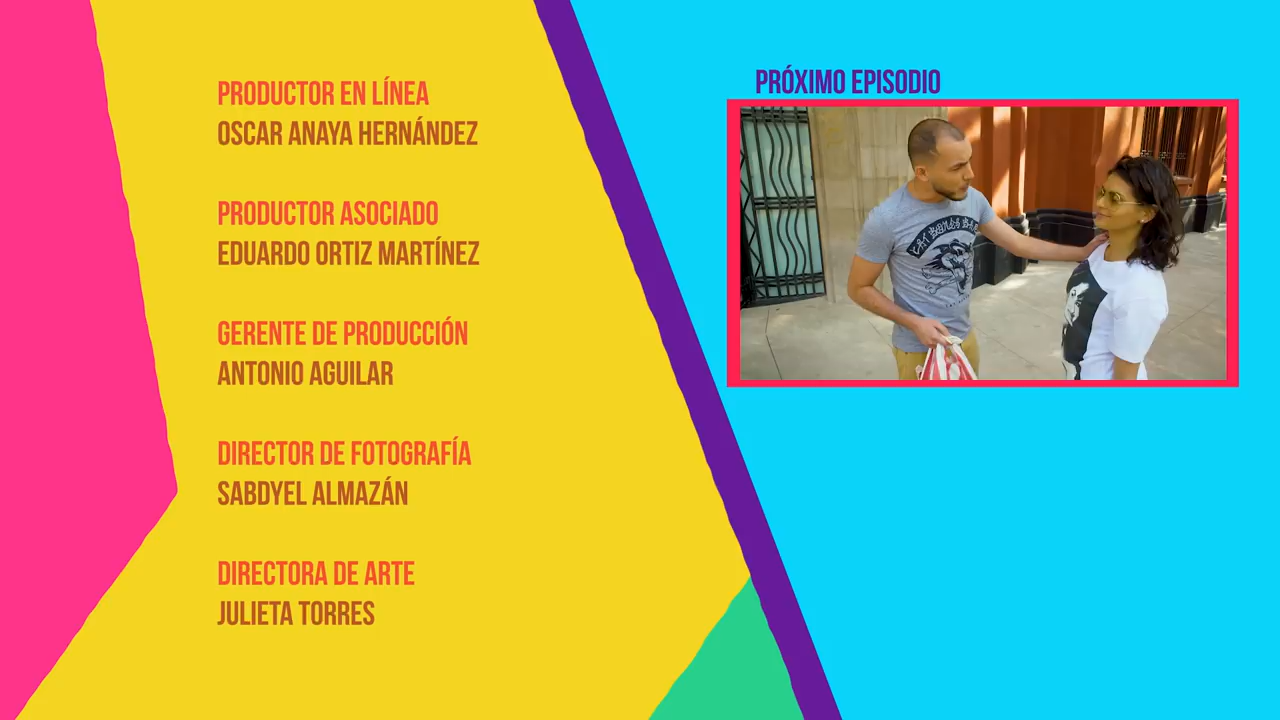 PRODUCTOR EN LÍNEA
OSCAR ANAYA HERNÁNDEZ
PRODUCTOR ASOCIADO
EDUARDO ORTIZ MARTÍNEZ
GERENTE DE PRODUCCIÓN
ANTONIO AGUILAR
DIRECTOR DE FOTOGRAFÍA
SABDYEL ALMAZÁN
DIRECTORA DE ARTE
JULIETA TORRES
PRÓXIMO EPISODIO